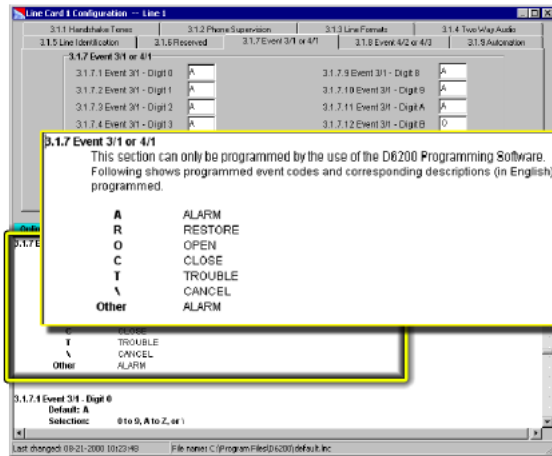 Line Card 1 Configuration -- Line 1
3.1.1 Handshake Tones 3.1.2 Phone Supervision 3.1.3 Line Formats 3.1.4 Two Way Audio
3.1.5 Line Identification 3.1.6 Reserved 3.1.7 Event 3/1 or 4/1 3.1.8 Event 4/2 or 4/3 3.1.9 Automation
3.1.7 Event 3/1 or 4/1
3.1.7.1 Event 3/1 - Digit 0 A 3.1.7.9 Event 3/1 - Digit 8 A
3.1.7.2 Event 3/1 - Digit 1 A 3.1.7.10 Event 3/1 - Digit 9 A
3.1.7.3 Event 3/1 - Digit 2 A 3.1.7.11 Event 3/1 - Digit A A
3.1.7.4 Event 3/1 - Digit 3 A 3.1.7.12 Event 3/1 - Digit B O
3.1.7 Event 3/1 or 4/1
This section can only be programmed by the use of the D6200 Programming Software.
Following shows programmed event codes and corresponding descriptions (in English)
programmed.
A ALARM
R RESTORE
O OPEN
C CLOSE
T TROUBLE
\ CANCEL
Other ALARM
3.1.7 E
C CLOSE
T TROUBLE
\ CANCEL
Other ALARM
3.1.7.1 Event 3/1 - Digit 0
Default: A
Selection: 0 to 9, A to Z, or \
Last changed: 08-21-2000 10:23:48 File name: C:\Program Files\D6200\default.lnc